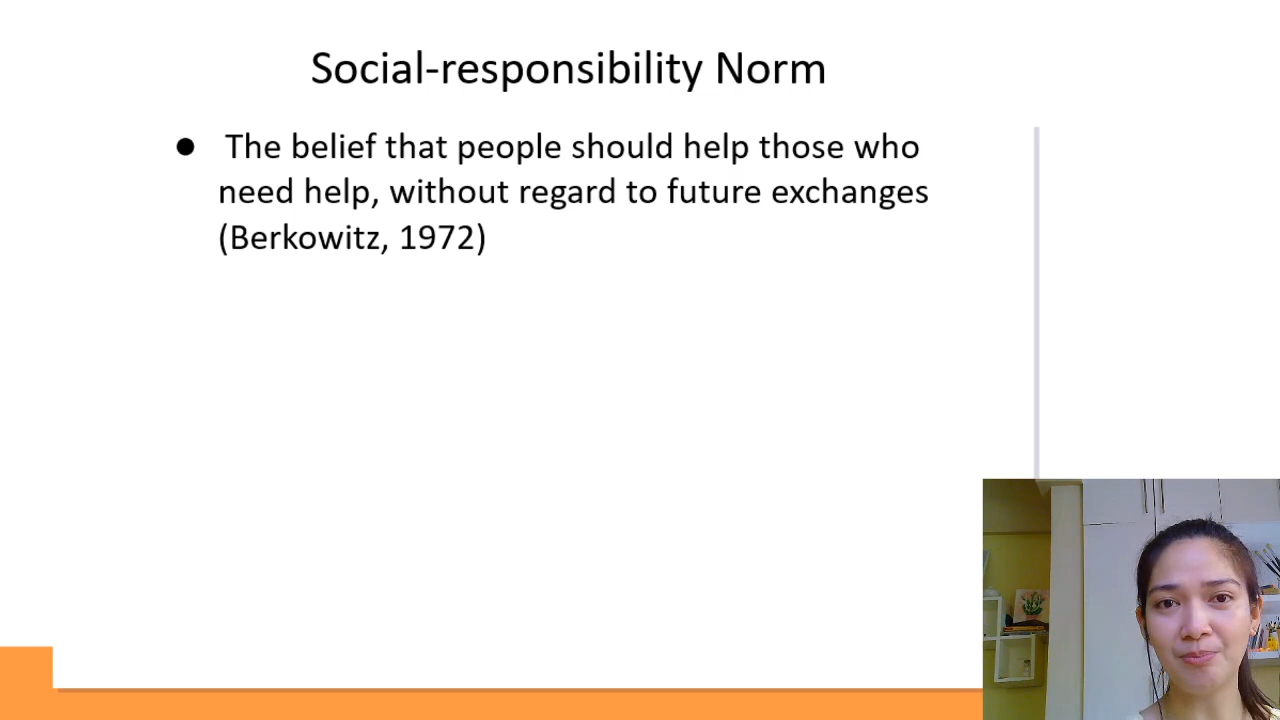 Social-responsibility Norm
● The belief that people should help those who
need help, without regard to future exchanges
(Berkowitz, 1972)